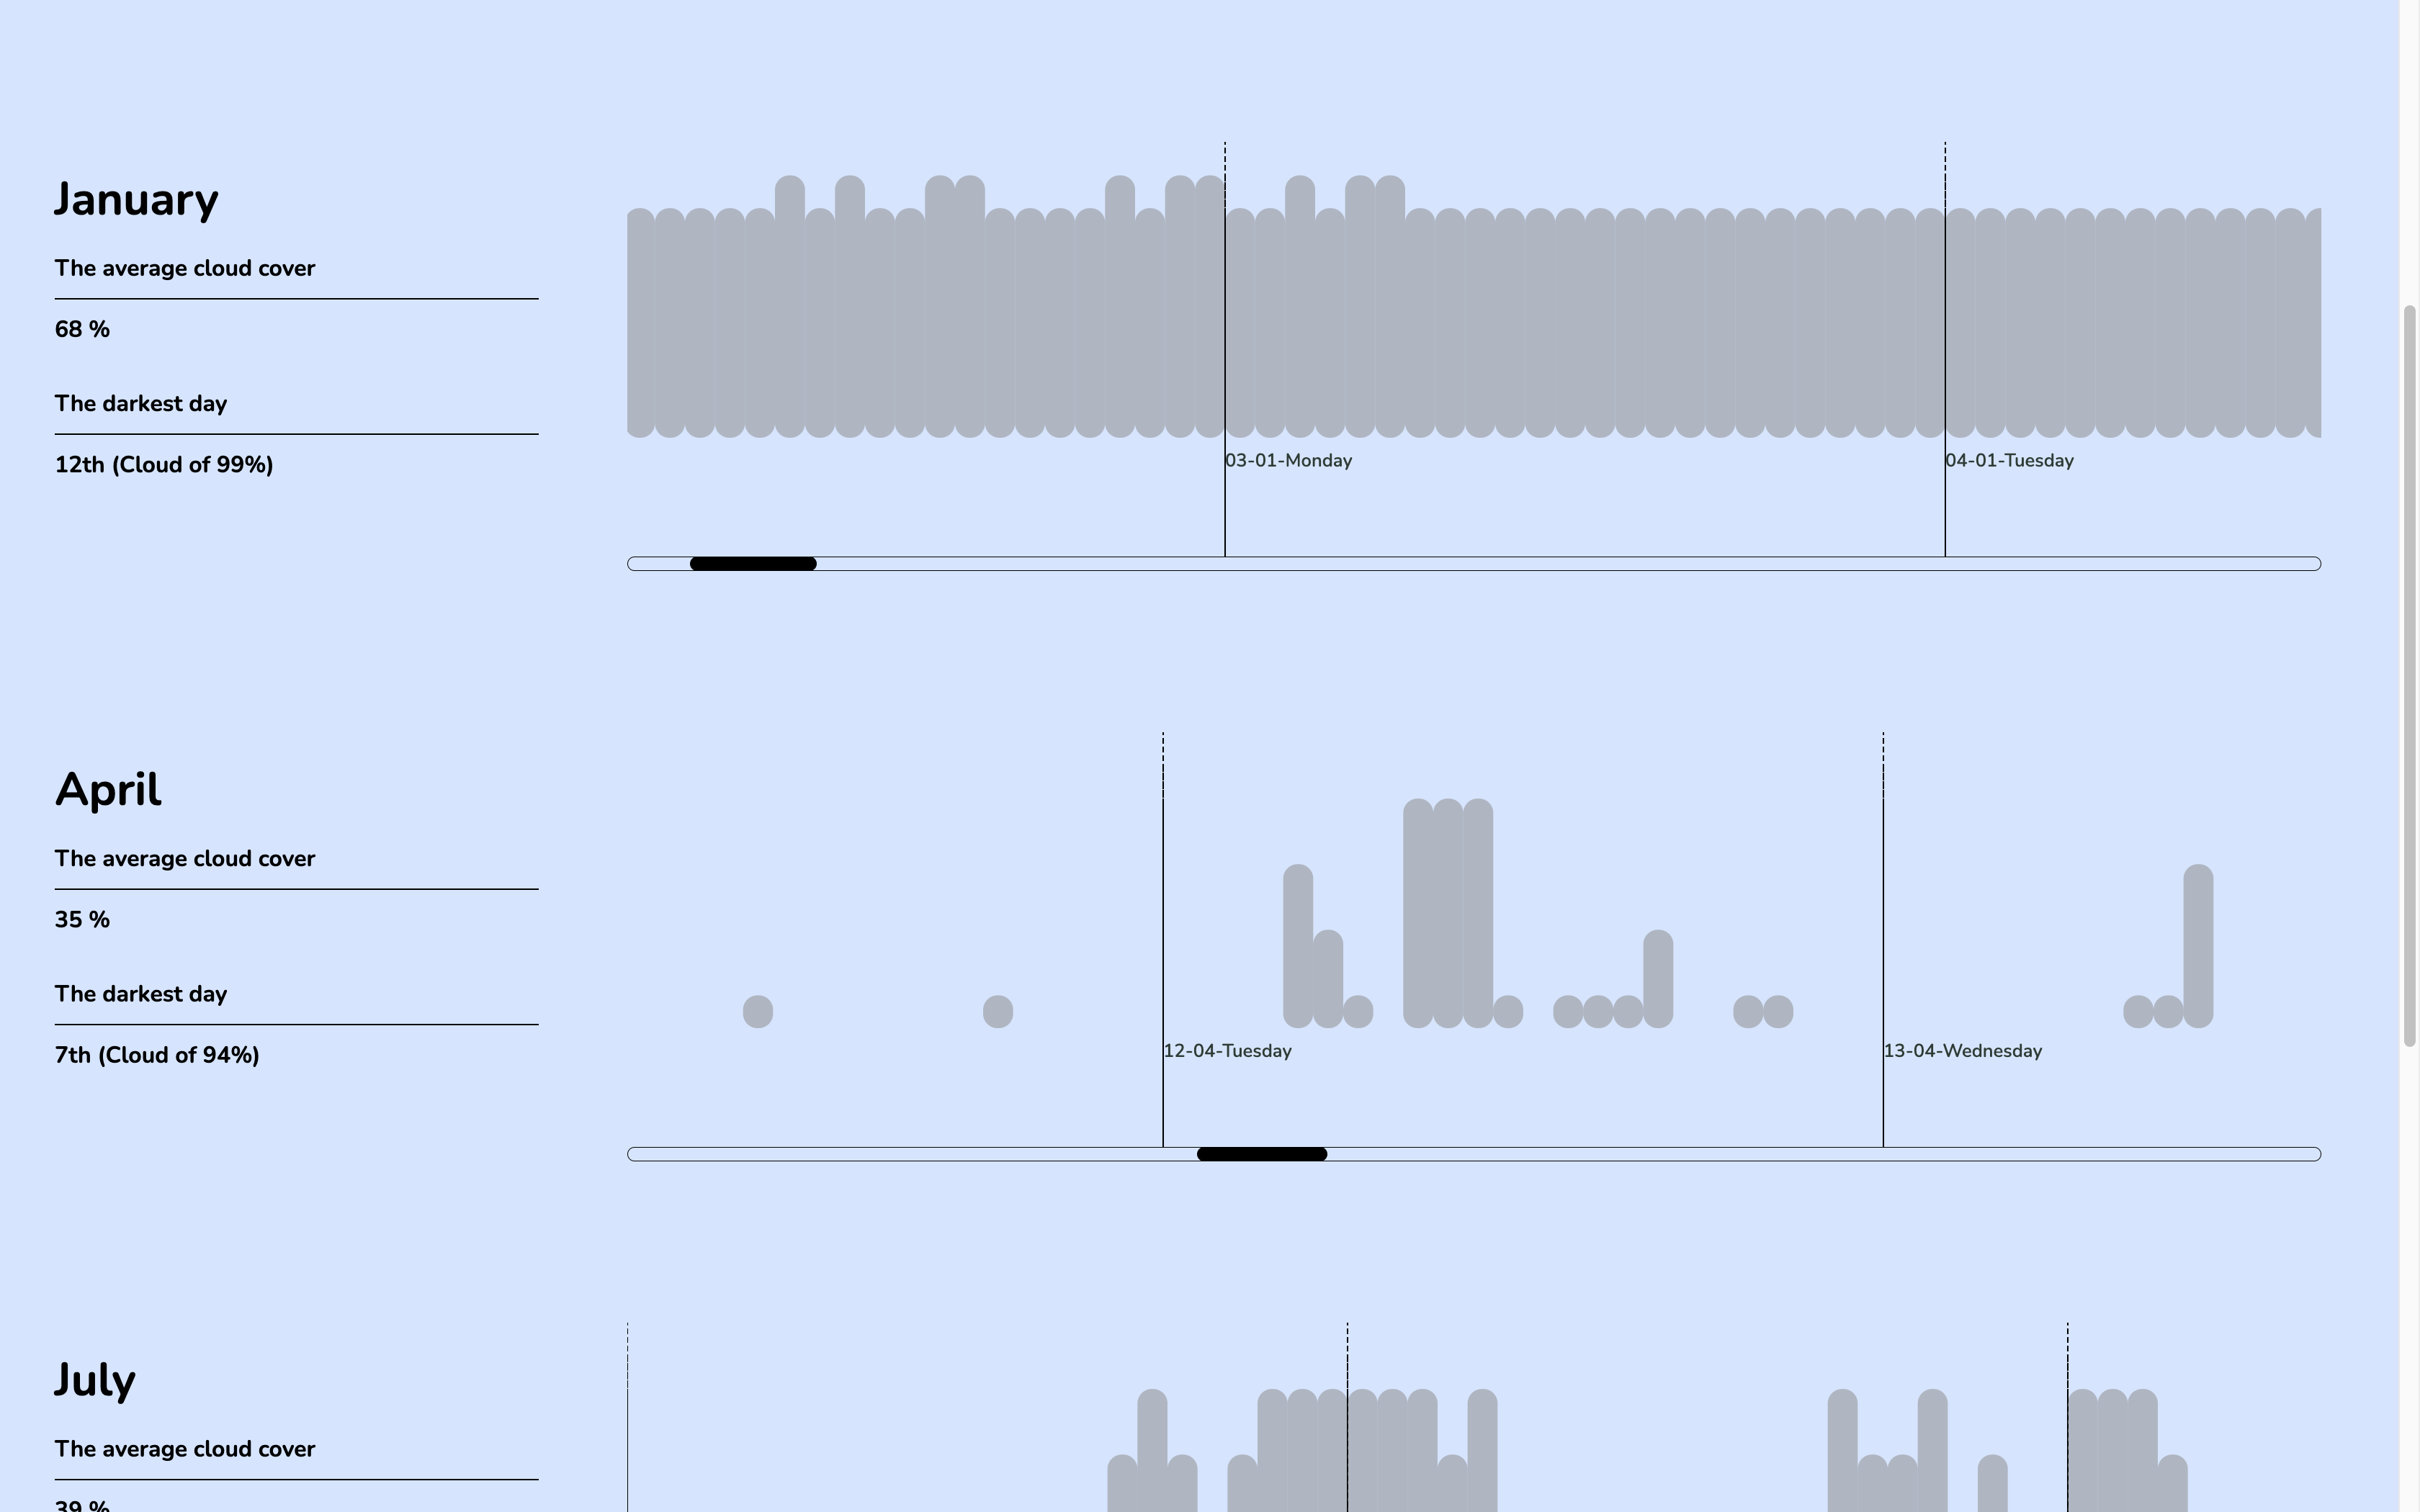 January
The average cloud cover
68 %
The darkest day
12th (Cloud of 99%)
03-01-Monday
04-01-Tuesday
April
The average cloud cover
35 %
The darkest day
7th (Cloud of 94%)
12-04-Tuesday
13-04-Wednesday
July
The average cloud cover
39 %